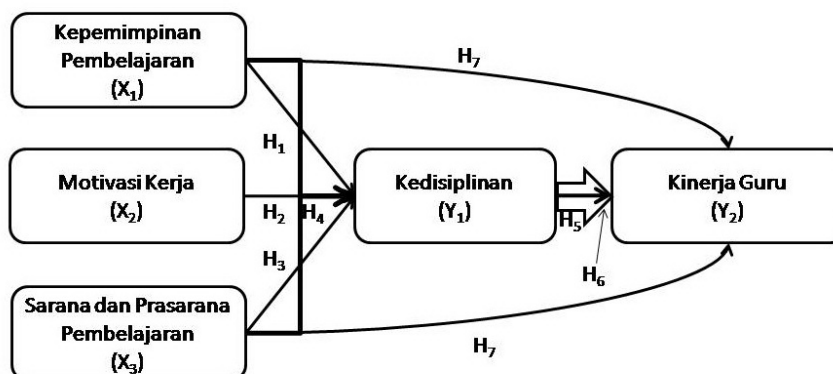 Kepemimpinan
Pembelajaran
(X₁)
H₇
H₁
Motivasi Kerja
(X₂)
H₂
H₄
Kedisiplinan
(Y₁)
H₅
Kinerja Guru
(Y₂)
H₃
H₆
Sarana dan Prasarana
Pembelajaran
(X₃)
H₇